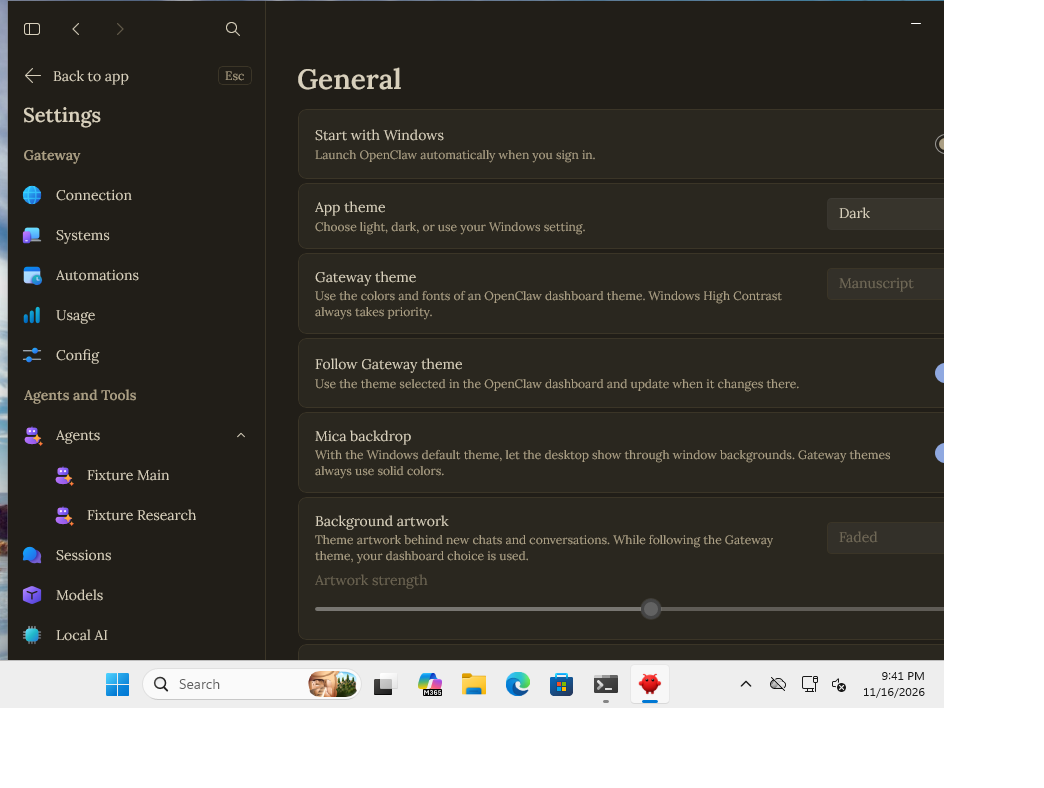 Back to app
Esc
Settings
Gateway
Connection
Systems
Automations
Usage
Config
Agents and Tools
Agents
Fixture Main
Fixture Research
Sessions
Models
Local AI
General
Start with Windows
Launch OpenClaw automatically when you sign in.
App theme
Choose light, dark, or use your Windows setting.
Dark
Gateway theme
Use the colors and fonts of an OpenClaw dashboard theme. Windows High Contrast
always takes priority.
Manuscript
Follow Gateway theme
Use the theme selected in the OpenClaw dashboard and update when it changes there.
Mica backdrop
With the Windows default theme, let the desktop show through window backgrounds. Gateway themes
always use solid colors.
Background artwork
Theme artwork behind new chats and conversations. While following the Gateway
theme, your dashboard choice is used.
Faded
Artwork strength
Search
M365
9:41 PM
11/16/2026